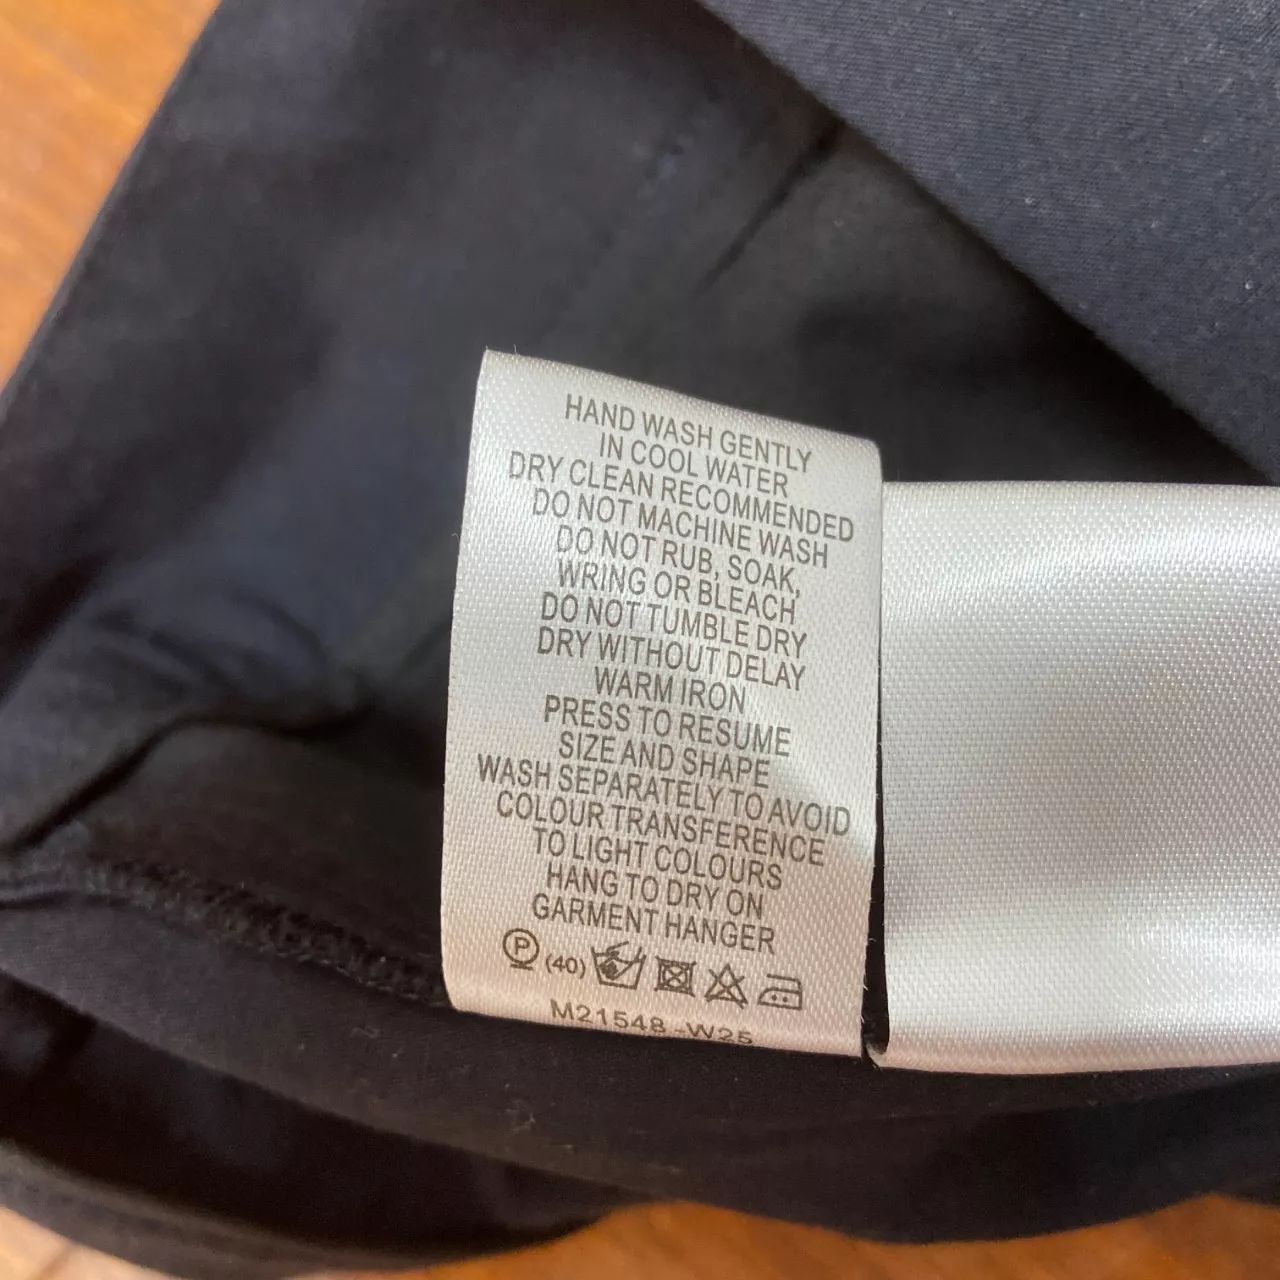 HAND WASH GENTLY
IN COOL WATER
DRY CLEAN RECOMMENDED
DO NOT MACHINE WASH
DO NOT RUB, SOAK,
WRING OR BLEACH
DO NOT TUMBLE DRY
DRY WITHOUT DELAY
WARM IRON
PRESS TO RESUME
SIZE AND SHAPE
WASH SEPARATELY TO AVOID
COLOUR TRANSFERENCE
TO LIGHT COLOURS
HANG TO DRY ON
GARMENT HANGER
P (40)
M21548-W25